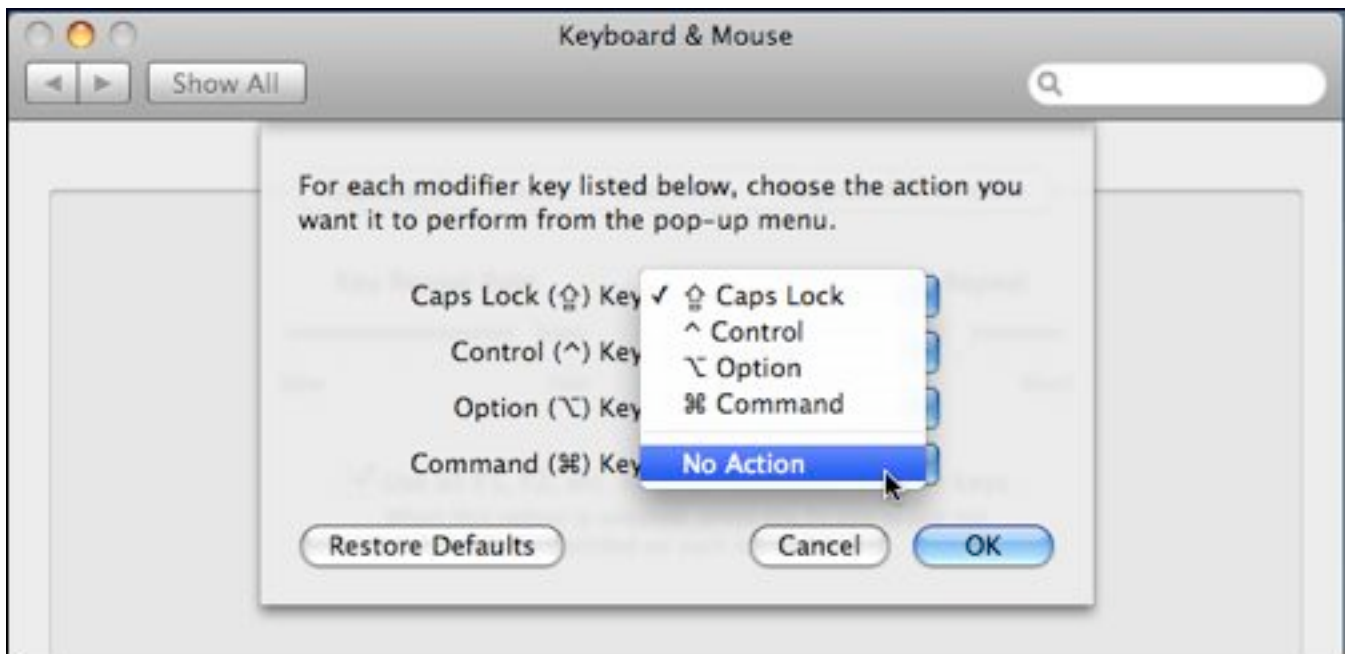 Keyboard & Mouse
Show All
For each modifier key listed below, choose the action you
want it to perform from the pop-up menu.
Caps Lock (⇪) Key ✓ ⇪ Caps Lock
^ Control
Control (^) Key
⌥ Option
Option (⌥) Key ⌘ Command
Command (⌘) Key No Action
Restore Defaults Cancel OK